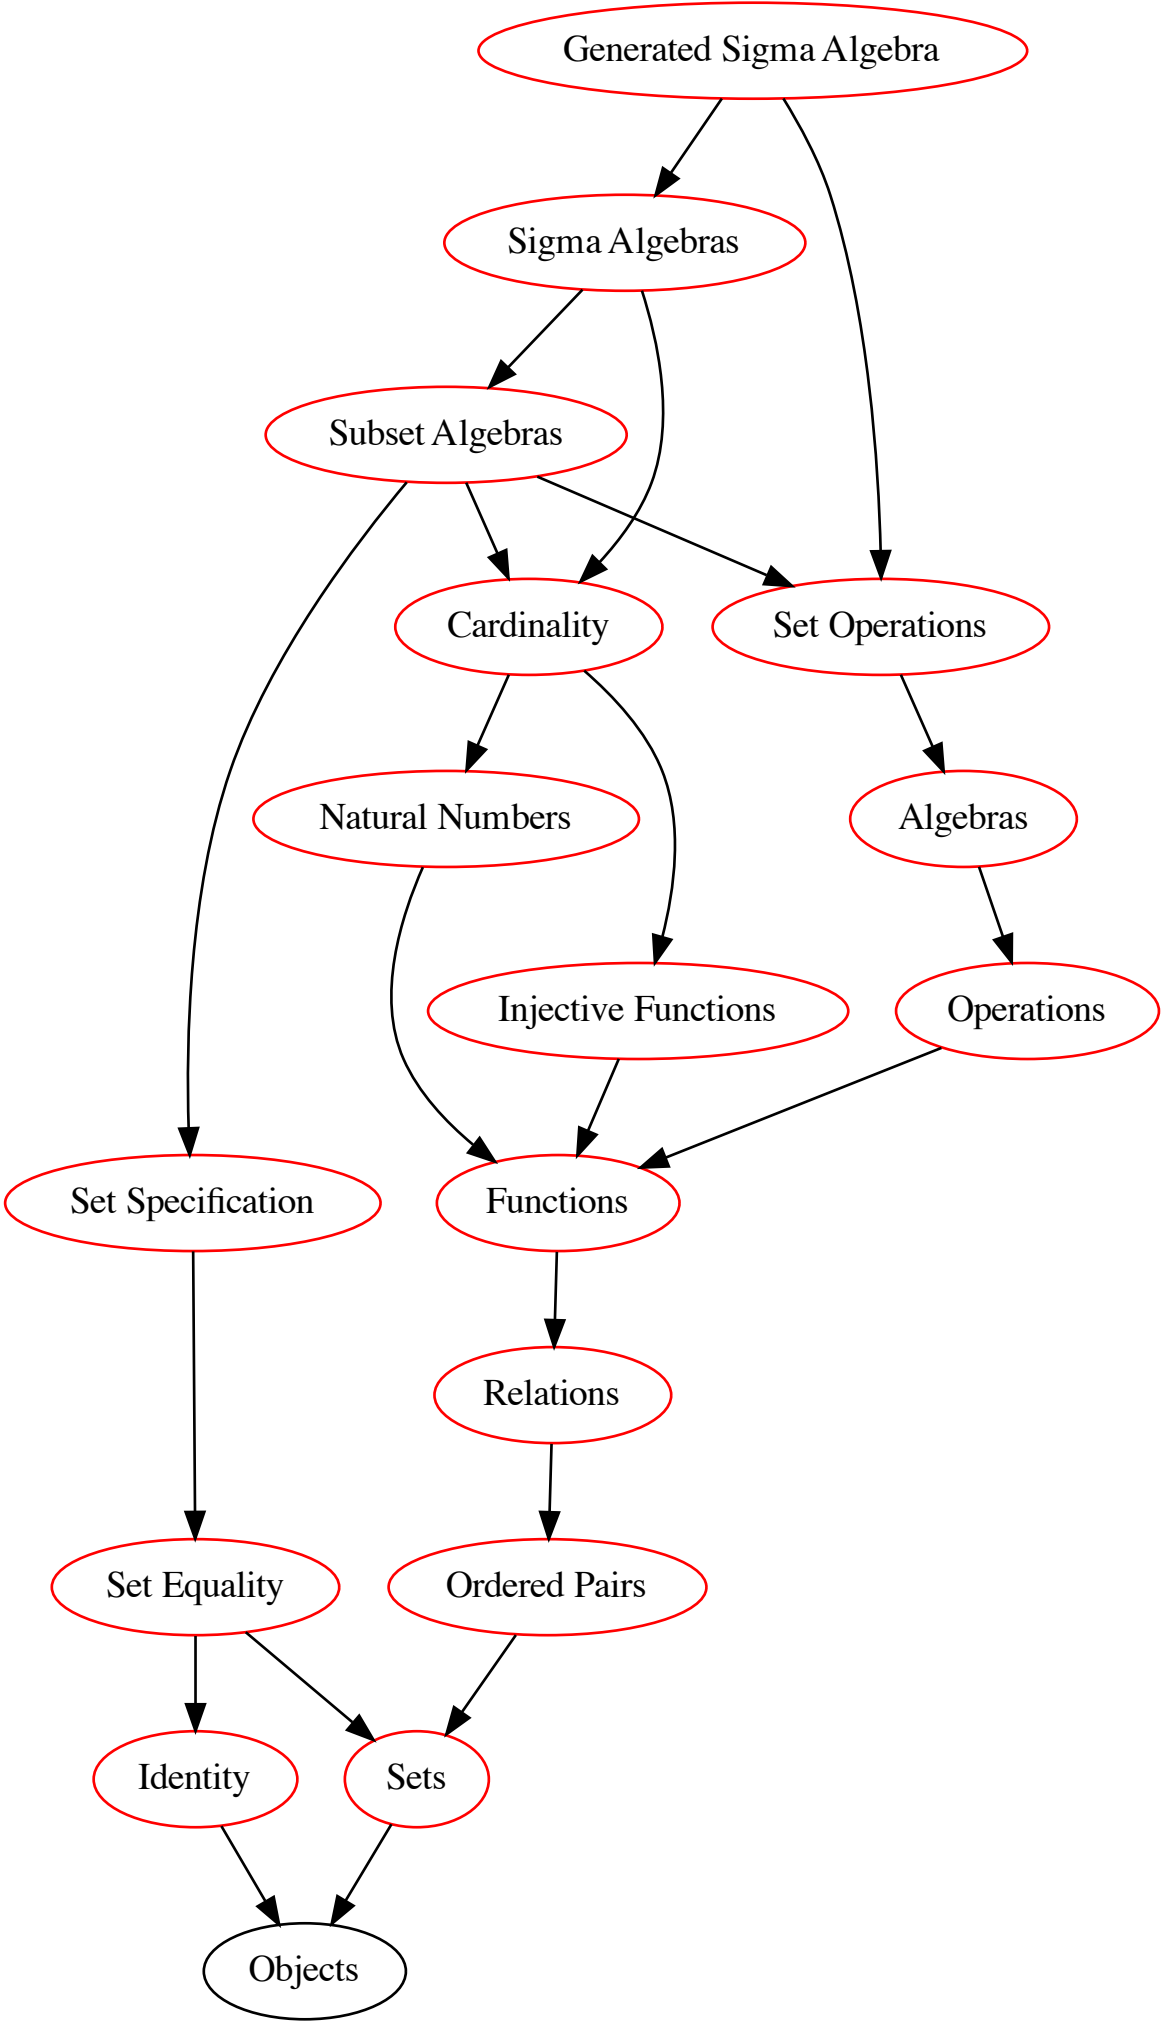 Generated Sigma Algebra
Sigma Algebras
Subset Algebras
Cardinality
Set Operations
Natural Numbers
Algebras
Injective Functions
Operations
Set Specification
Functions
Relations
Set Equality
Ordered Pairs
Identity
Sets
Objects